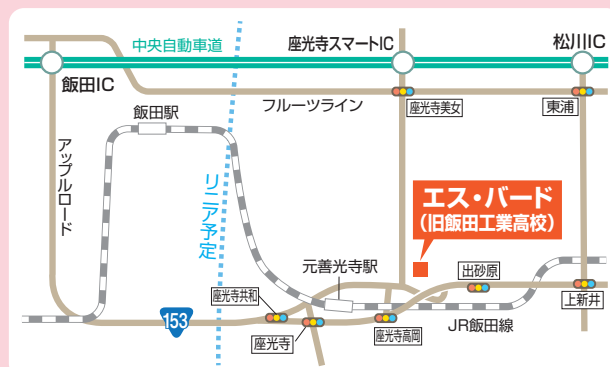 中央自動車道
座光寺スマートIC
松川IC
飯田IC
フルーツライン
座光寺美女
東浦
飯田駅
アップルロード
リニア予定
エス・バード
(旧飯田工業高校)
元善光寺駅
出砂原
座光寺共和
上新井
153
座光寺
座光寺高岡
JR飯田線